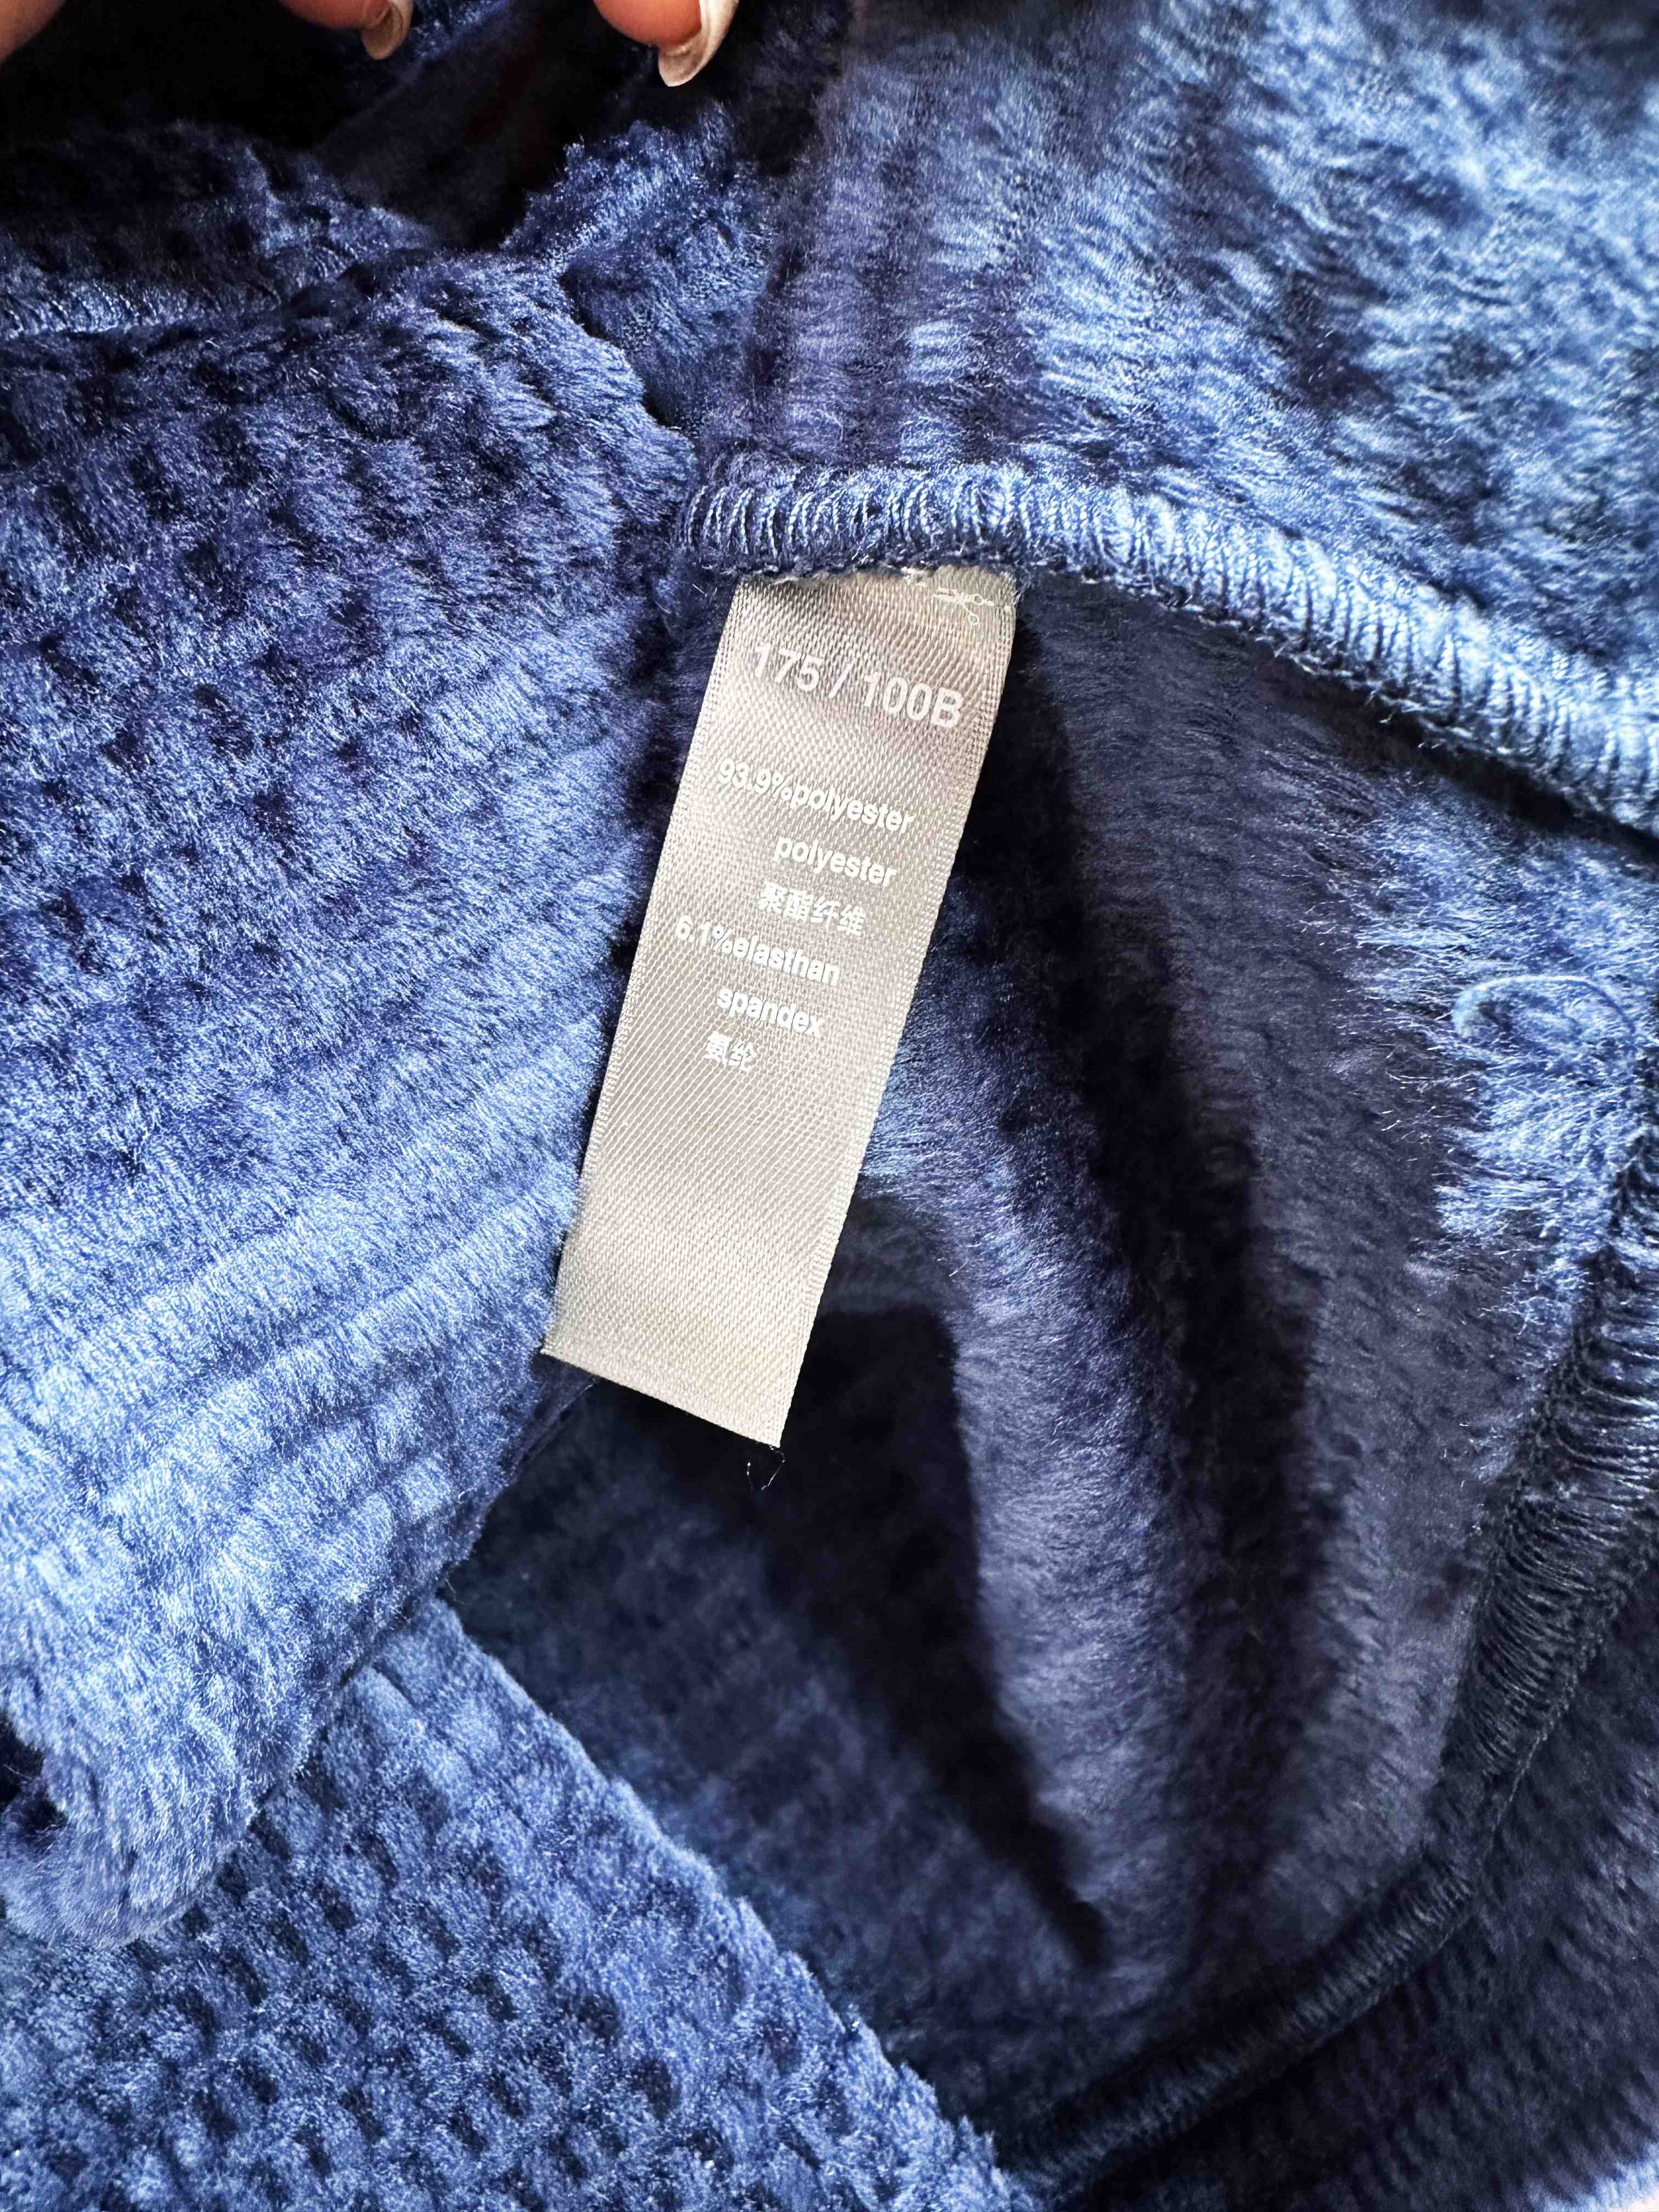 175 / 100B
93.9%polyester
polyester
聚酯纤维
6.1%elasthan
spandex
氨纶